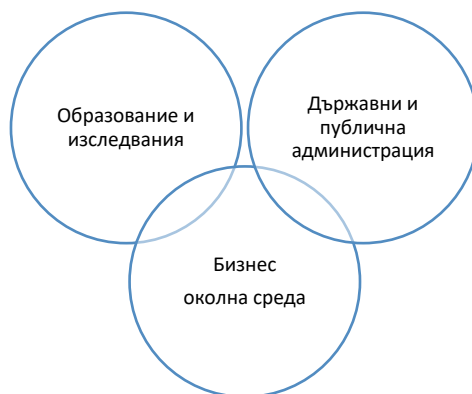 Образование и
изследвания
Държавни и
публична
администрация
Бизнес
околна среда